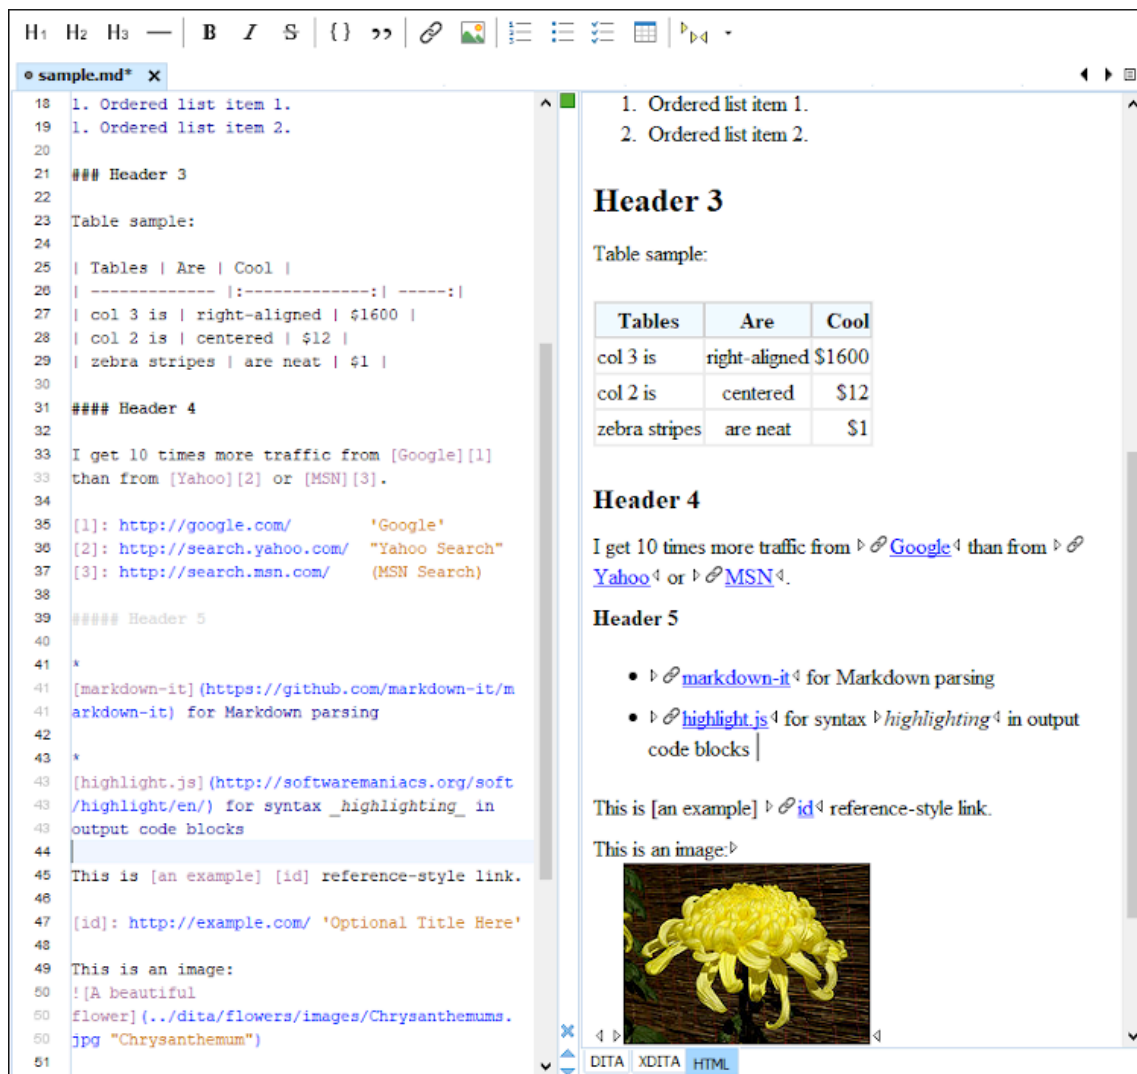 H1 H2 H3 B I S {}
sample.md*
18 1. Ordered list item 1.
19 1. Ordered list item 2.
20
21 ### Header 3
22
23 Table sample:
24
25 | Tables | Are | Cool |
26 | ------------- |:-------------:| -----:|
27 | col 3 is | right-aligned | $1600 |
28 | col 2 is | centered | $12 |
29 | zebra stripes | are neat | $1 |
30
31 #### Header 4
32
33 I get 10 times more traffic from [Google][1]
33 than from [Yahoo][2] or [MSN][3].
34
35 [1]: http://google.com/ 'Google'
36 [2]: http://search.yahoo.com/ "Yahoo Search"
37 [3]: http://search.msn.com/ (MSN Search)
38
39 ##### Header 5
40
41 *
41 [markdown-it](https://github.com/markdown-it/m
41 arkdown-it) for Markdown parsing
42
43 *
43 [highlight.js](http://softwaremaniacs.org/soft
43 /highlight/en/) for syntax _highlighting_ in
43 output code blocks
44
45 This is [an example] [id] reference-style link.
46
47 [id]: http://example.com/ 'Optional Title Here'
48
49 This is an image:
50 ![A beautiful
50 flower](../dita/flowers/images/Chrysanthemums.
50 jpg "Chrysanthemum")
51
1. Ordered list item 1.
2. Ordered list item 2.
Header 3
Table sample:
Tables Are Cool
col 3 is right-aligned $1600
col 2 is centered $12
zebra stripes are neat $1
Header 4
I get 10 times more traffic from Google than from
Yahoo or MSN.
Header 5
• markdown-it for Markdown parsing
• highlight.js for syntax highlighting in output
code blocks
This is [an example] id reference-style link.
This is an image:
DITA XDITA HTML